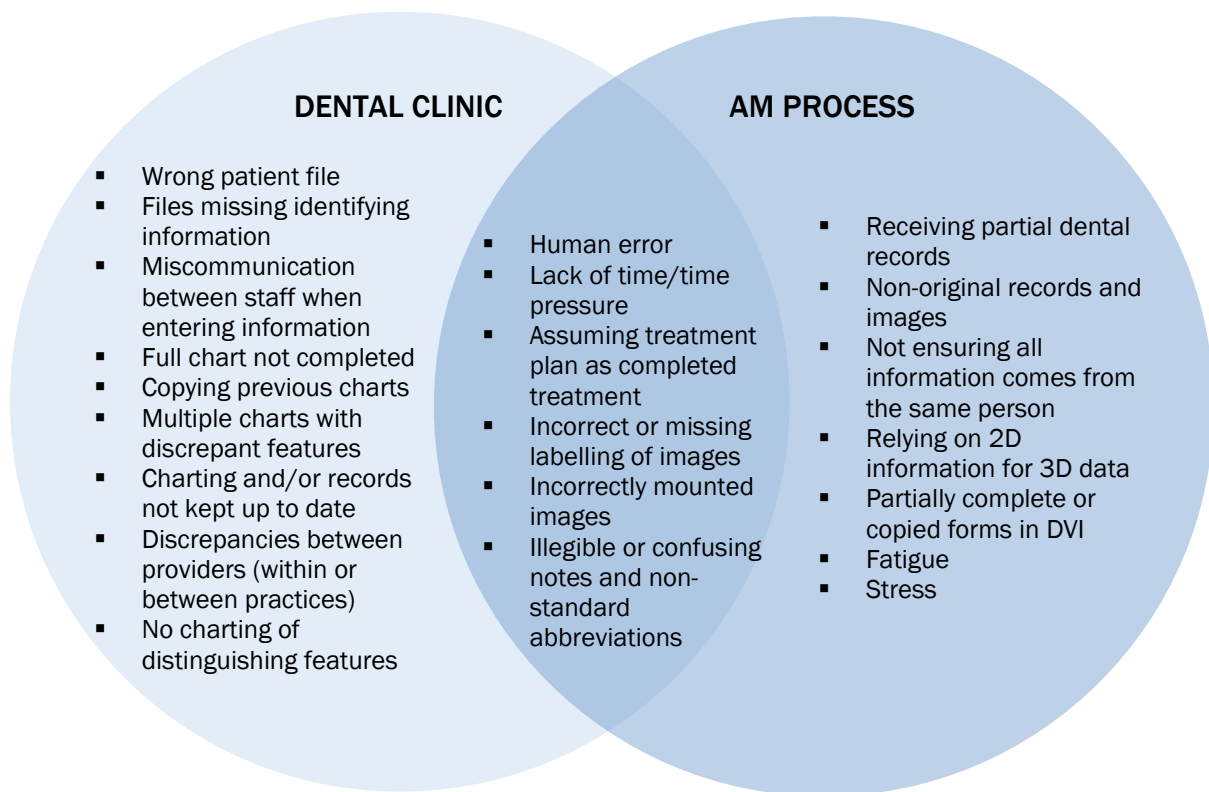 DENTAL CLINIC
▪ Wrong patient file
▪ Files missing identifying
information
▪ Miscommunication
between staff when
entering information
▪ Full chart not completed
▪ Copying previous charts
▪ Multiple charts with
discrepant features
▪ Charting and/or records
not kept up to date
▪ Discrepancies between
providers (within or
between practices)
▪ No charting of
distinguishing features
▪ Human error
▪ Lack of time/time
pressure
▪ Assuming treatment
plan as completed
treatment
▪ Incorrect or missing
labelling of images
▪ Incorrectly mounted
images
▪ Illegible or confusing
notes and non-
standard
abbreviations
AM PROCESS
▪ Receiving partial dental
records
▪ Non-original records and
images
▪ Not ensuring all
information comes from
the same person
▪ Relying on 2D
information for 3D data
▪ Partially complete or
copied forms in DVI
▪ Fatigue
▪ Stress